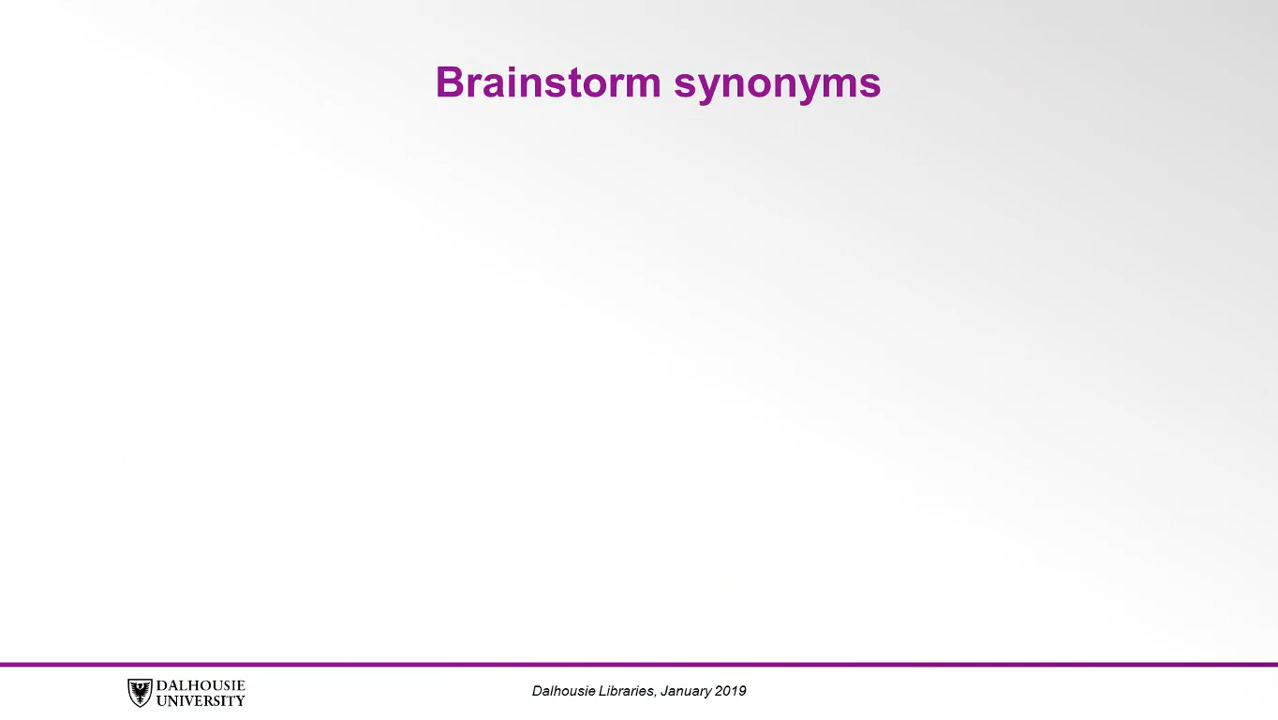 Brainstorm synonyms
DALHOUSIE
UNIVERSITY
Dalhousie Libraries, January 2019